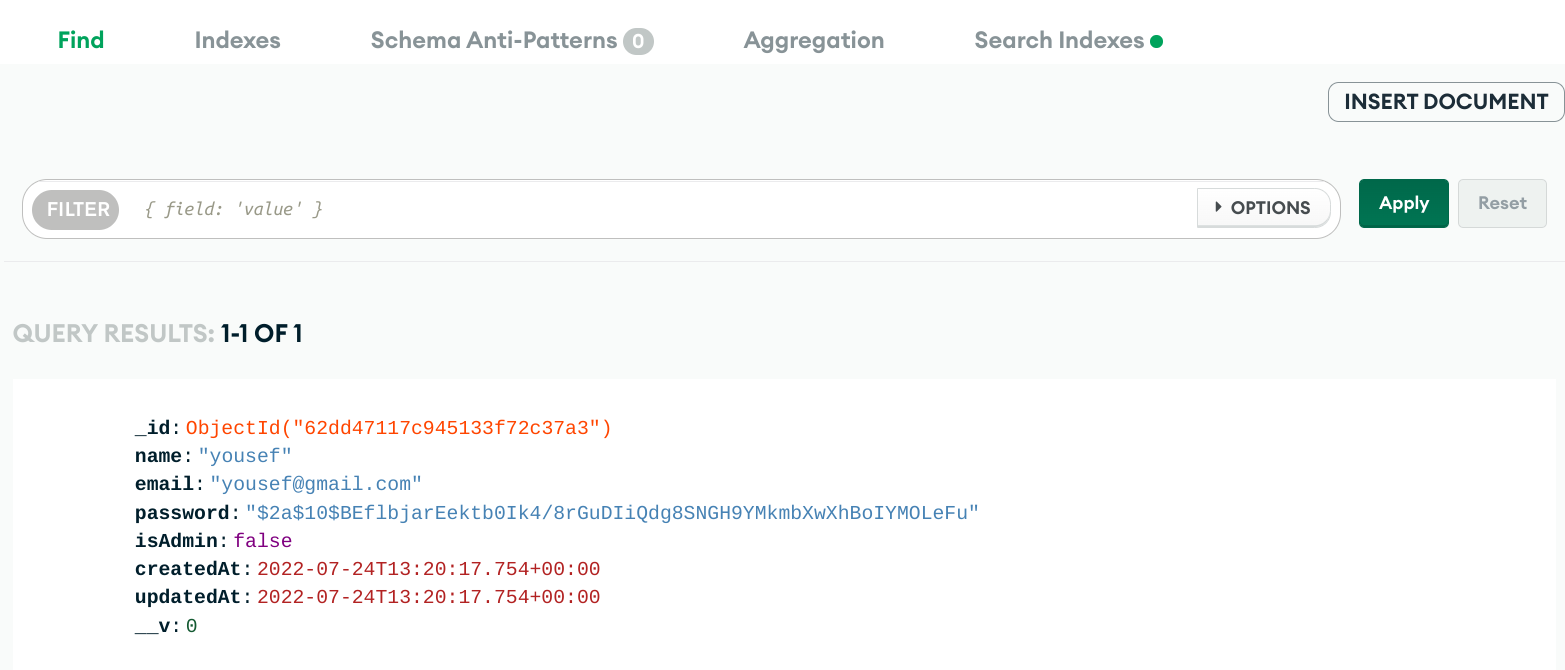 Find Indexes Schema Anti-Patterns 0 Aggregation Search Indexes
INSERT DOCUMENT
FILTER { field: 'value' } OPTIONS Apply Reset
QUERY RESULTS: 1-1 OF 1
_id: ObjectId("62dd47117c945133f72c37a3")
name: "yousef"
email: "yousef@gmail.com"
password: "$2a$10$BEflbjarEektb0Ik4/8rGuDIiQdg8SNGH9YMkmbXwXhBoIYMOLeFu"
isAdmin: false
createdAt: 2022-07-24T13:20:17.754+00:00
updatedAt: 2022-07-24T13:20:17.754+00:00
__v: 0